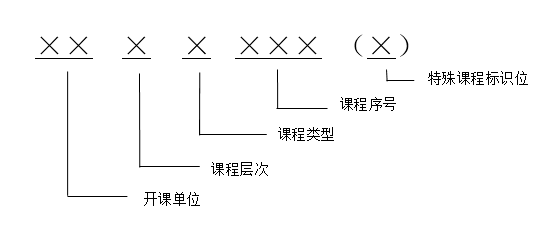 ×× × × ××× （×）
特殊课程标识位
课程序号
课程类型
课程层次
开课单位